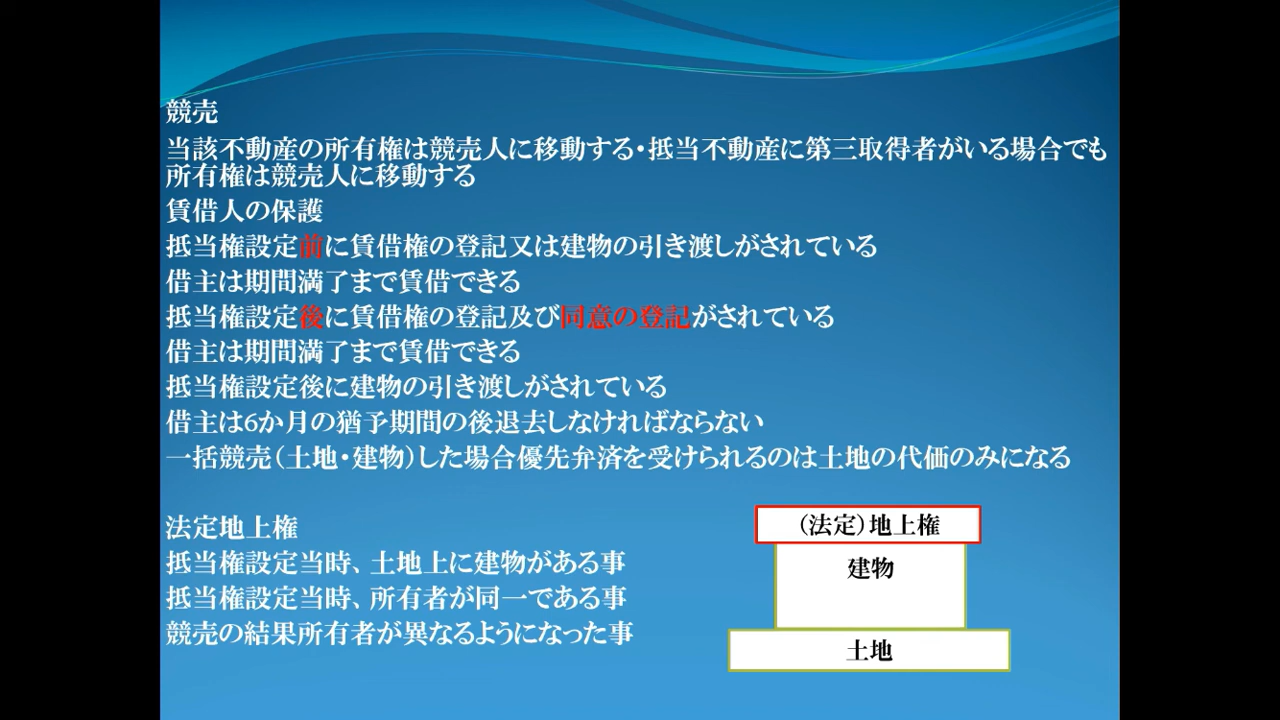 競売
当該不動産の所有権は競売人に移動する・抵当不動産に第三取得者がいる場合でも
所有権は競売人に移動する
賃借人の保護
抵当権設定前に賃借権の登記又は建物の引き渡しがされている
借主は期間満了まで賃借できる
抵当権設定後に賃借権の登記及び同意の登記がされている
借主は期間満了まで賃借できる
抵当権設定後に建物の引き渡しがされている
借主は6か月の猶予期間の後退去しなければならない
一括競売（土地・建物）した場合優先弁済を受けられるのは土地の代価のみになる
法定地上権
抵当権設定当時、土地上に建物がある事
抵当権設定当時、所有者が同一である事
競売の結果所有者が異なるようになった事
（法定）地上権
建物
土地